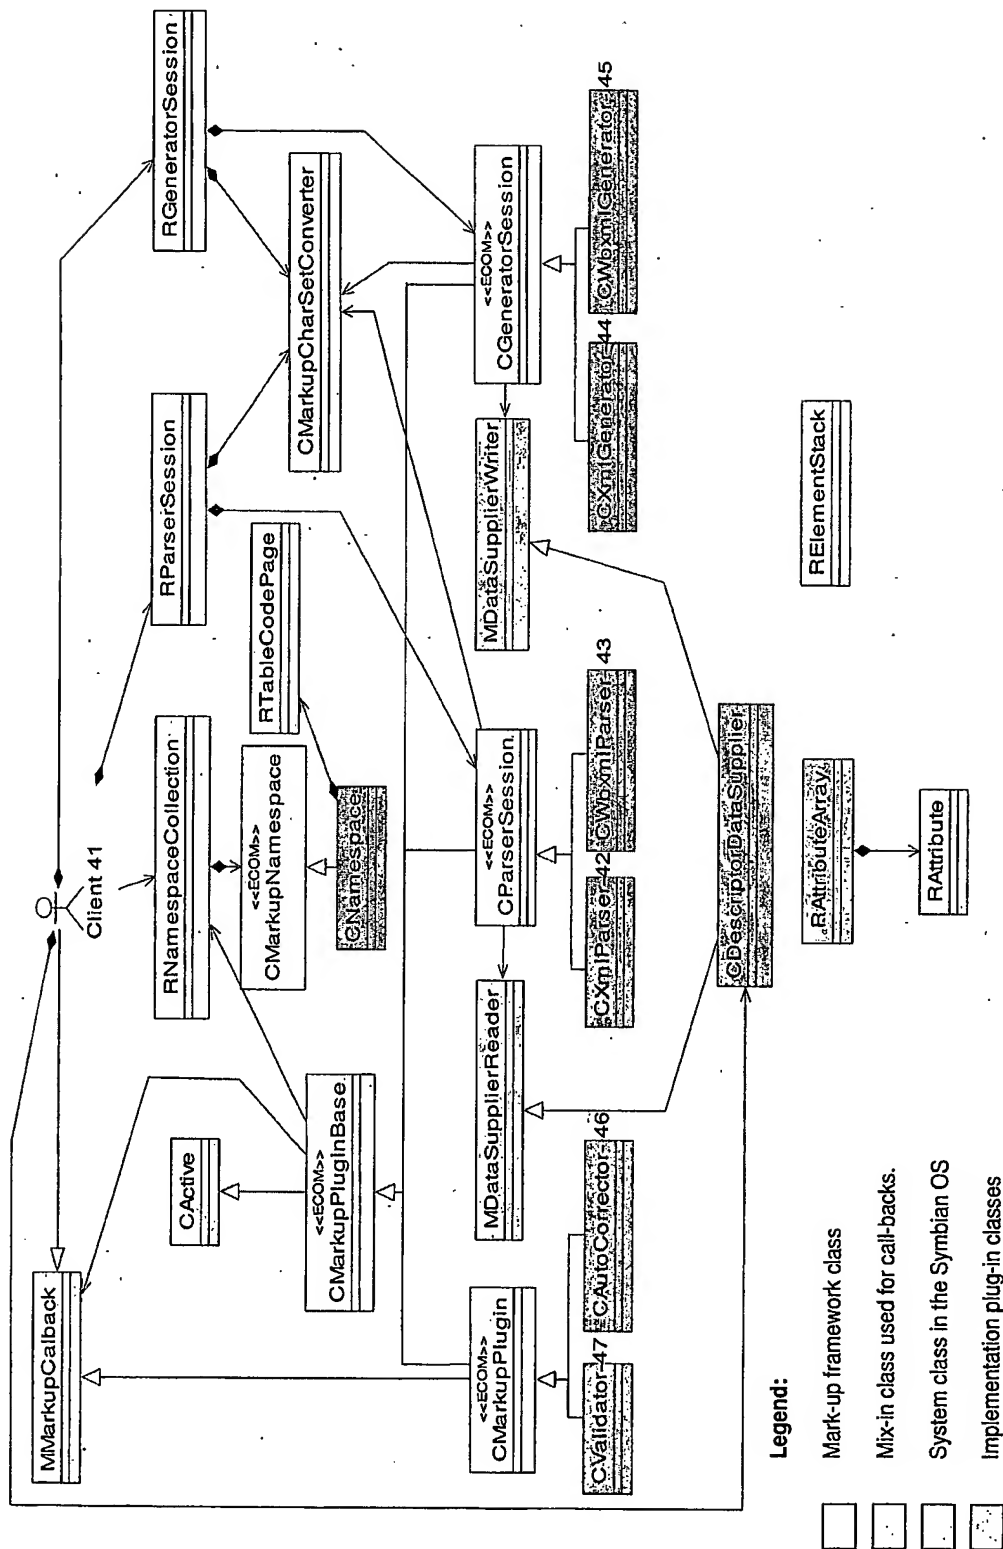 Client 41
MMarkupCalback
CActive
RNamespaceCollection
RParserSession
RGeneratorSession
<<ECOM>>
CMarkupPlugInBase
<<ECOM>>
CMarkupNamespace
RTableCodePage
CMarkupCharSetConverter
CNamespace
<<ECOM>>
CMarkupPlugin
MDataSupplierReader
<<ECOM>>
CParserSession
MDataSupplierWriter
<<ECOM>>
CGeneratorSession
CValidator 47
CAutoCorrector 46
CXmlParser 42
CWbxmlParser 43
CXmlGenerator 44
CWbxmlGenerator 45
CDescriptorDataSupplier
RAttributeArray
RElementStack
RAttribute
Legend:
Mark-up framework class
Mix-in class used for call-backs.
System class in the Symbian OS
Implementation plug-in classes